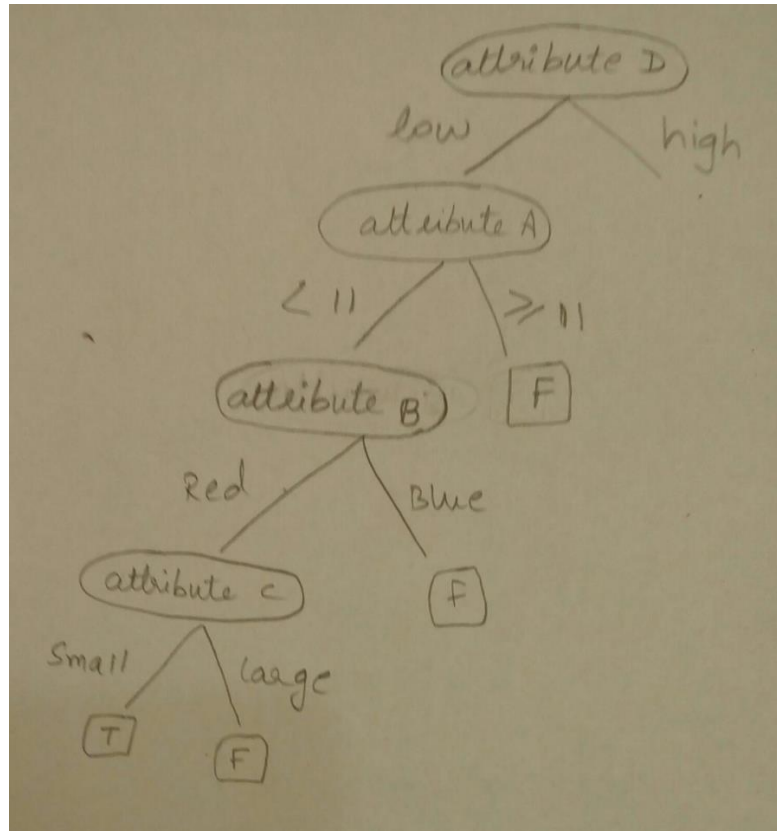 attribute D
low
high
attribute A
< 11
≥ 11
attribute B
F
Red
Blue
attribute C
F
Small
Large
T
F